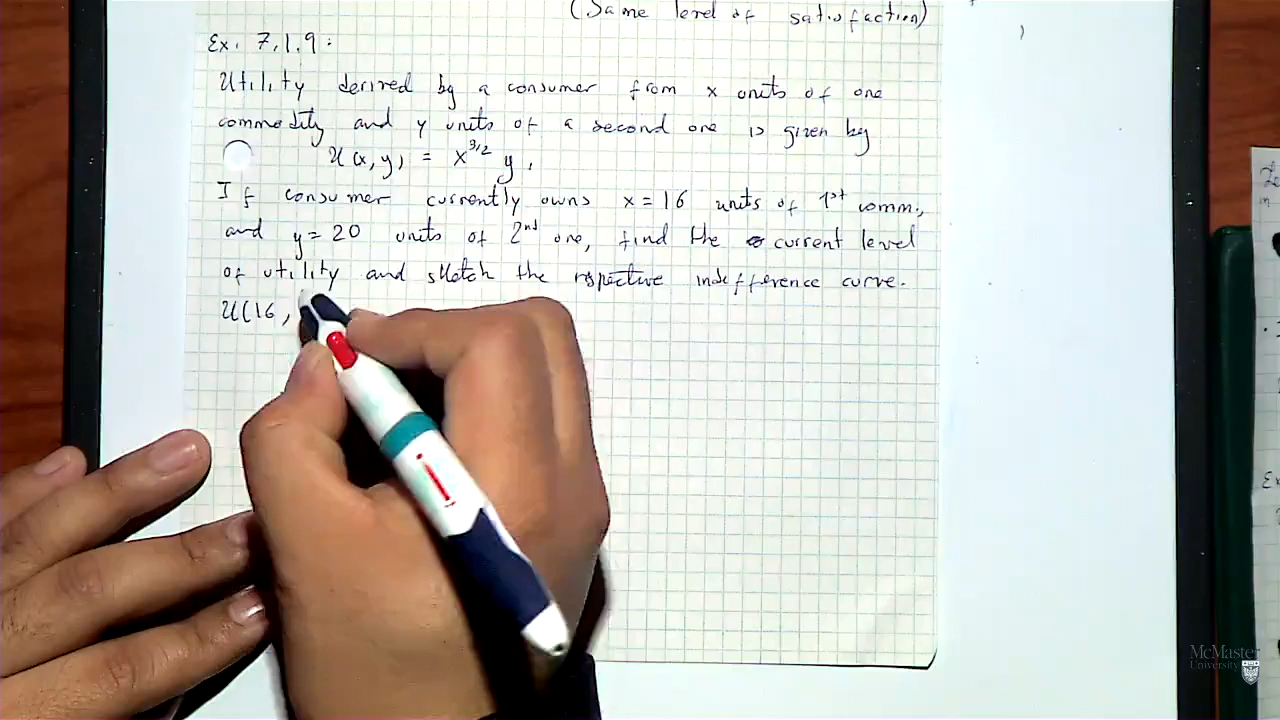 (Same level of satisfaction)
Ex. 7.1.9:
Utility derived by a consumer from x units of one
commodity and y units of a second one is given by
U(x,y) = x^3/2 y.
If consumer currently owns x = 16 units of 1st comm.,
and y = 20 units of 2nd one, find the current level
of utility and sketch the respective indifference curve.
U(16,
McMaster
University